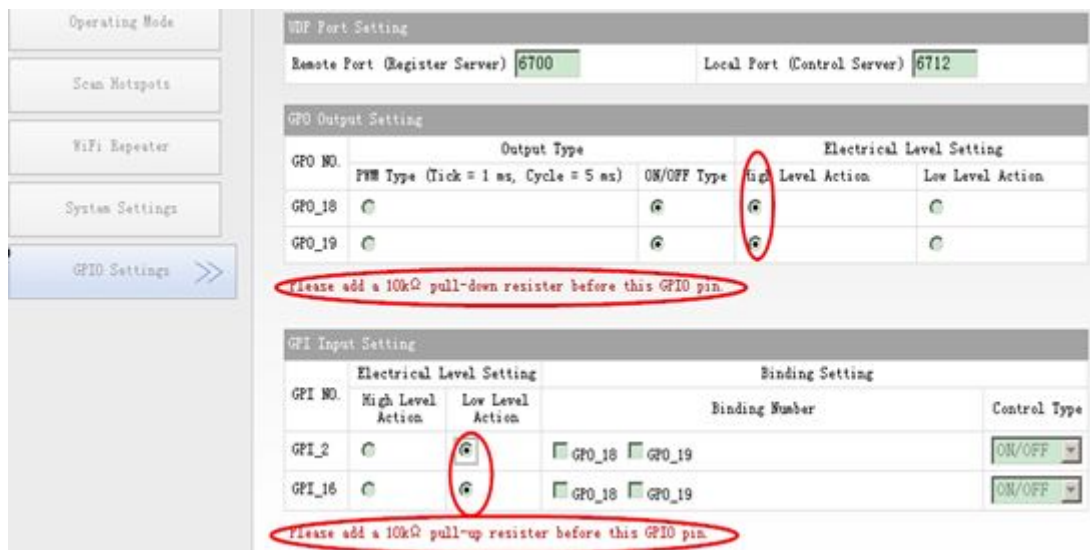 Operating Mode
Scan Hotspots
WiFi Repeater
System Settings
GPIO Settings
UDP Port Setting
Remote Port (Register Server) 6700 Local Port (Control Server) 6712
GPO Output Setting
GPO NO. Output Type Electrical Level Setting
PWM Type (Tick = 1 ms, Cycle = 5 ms) ON/OFF Type High Level Action Low Level Action
GPO_18
GPO_19
Please add a 10kΩ pull-down resister before this GPIO pin.
GPI Input Setting
GPI NO. Electrical Level Setting Binding Setting
High Level Action Low Level Action Binding Number Control Type
GPI_2 GPO_18 GPO_19 ON/OFF
GPI_16 GPO_18 GPO_19 ON/OFF
Please add a 10kΩ pull-up resister before this GPIO pin.